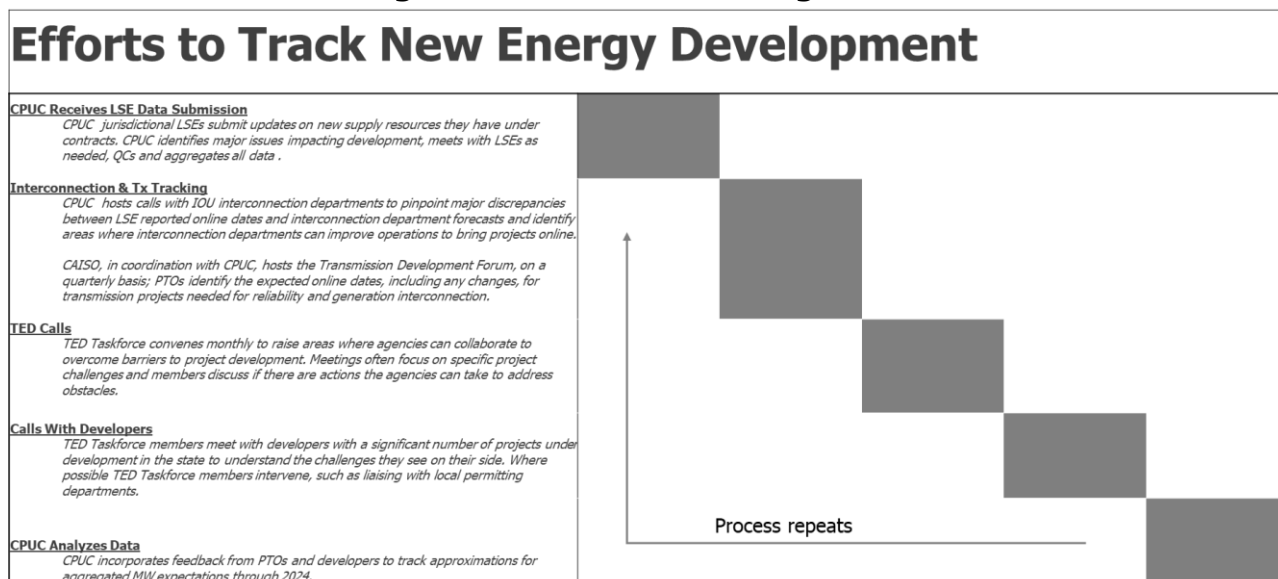 Efforts to Track New Energy Development
CPUC Receives LSE Data Submission
CPUC jurisdictional LSEs submit updates on new supply resources they have under
contracts. CPUC identifies major issues impacting development, meets with LSEs as
needed, QCs and aggregates all data .
Interconnection & Tx Tracking
CPUC hosts calls with IOU interconnection departments to pinpoint major discrepancies
between LSE reported online dates and interconnection department forecasts and identify
areas where interconnection departments can improve operations to bring projects online.
CAISO, in coordination with CPUC, hosts the Transmission Development Forum, on a
quarterly basis; PTOs identify the expected online dates, including any changes, for
transmission projects needed for reliability and generation interconnection.
TED Calls
TED Taskforce convenes monthly to raise areas where agencies can collaborate to
overcome barriers to project development. Meetings often focus on specific project
challenges and members discuss if there are actions the agencies can take to address
obstacles.
Calls With Developers
TED Taskforce members meet with developers with a significant number of projects under
development in the state to understand the challenges they see on their side. Where
possible TED Taskforce members intervene, such as liaising with local permitting
departments.
Process repeats
CPUC Analyzes Data
CPUC incorporates feedback from PTOs and developers to track approximations for
aggregated MW expectations through 2024.